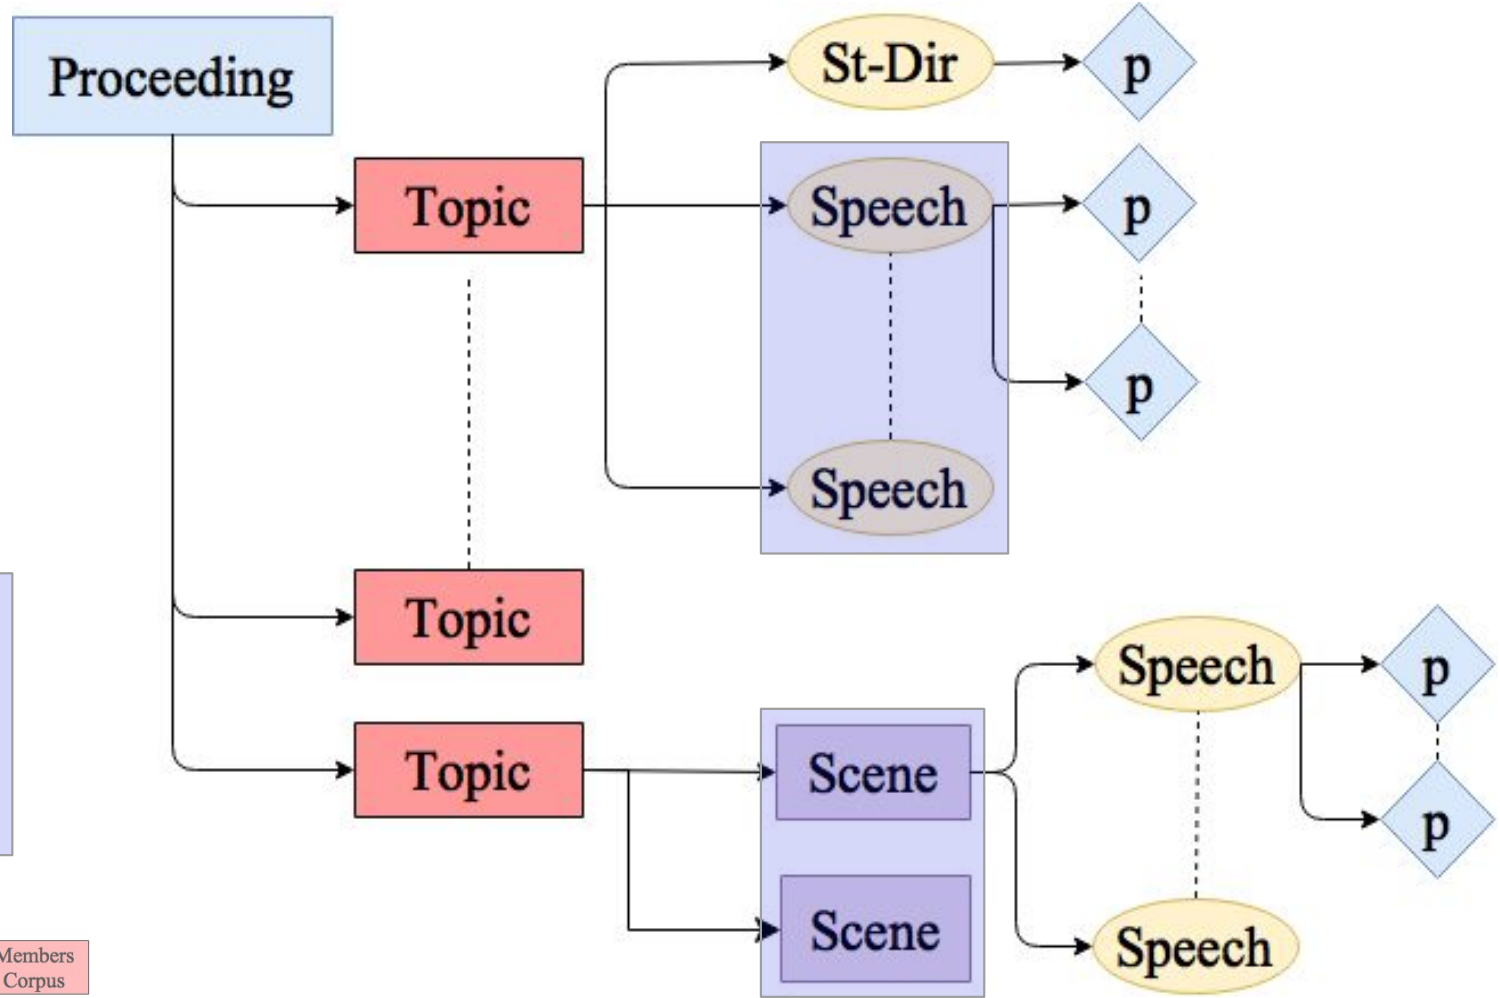 Proceeding
St-Dir
p
Topic
Speech
p
p
Speech
Topic
Speech
p
Topic
Scene
p
Scene
Speech
Members
Corpus